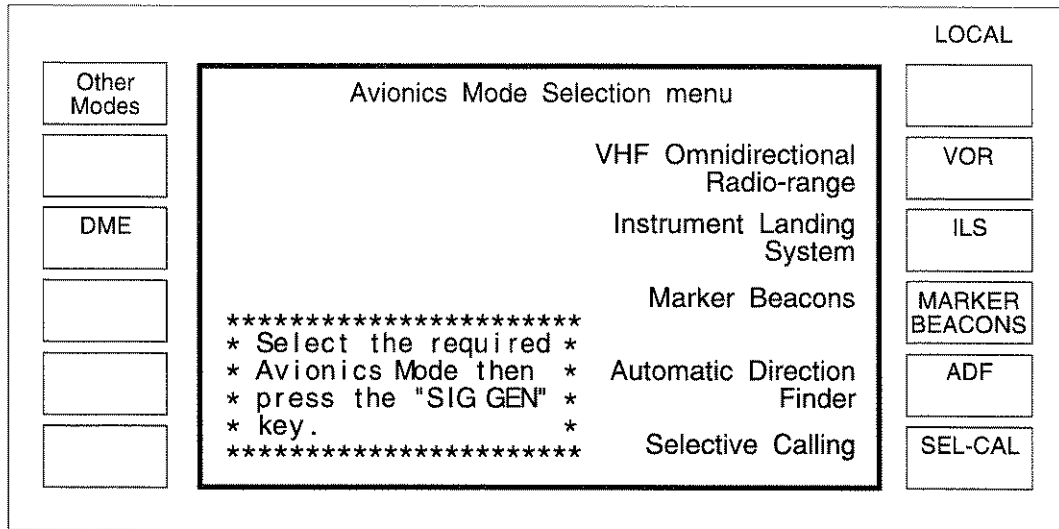 LOCAL
Other
Modes
DME
Avionics Mode Selection menu
VHF Omnidirectional
Radio-range
Instrument Landing
System
Marker Beacons
***********************
* Select the required *
* Avionics Mode then *
* press the "SIG GEN" *
* key. *
***********************
Automatic Direction
Finder
Selective Calling
VOR
ILS
MARKER
BEACONS
ADF
SEL-CAL